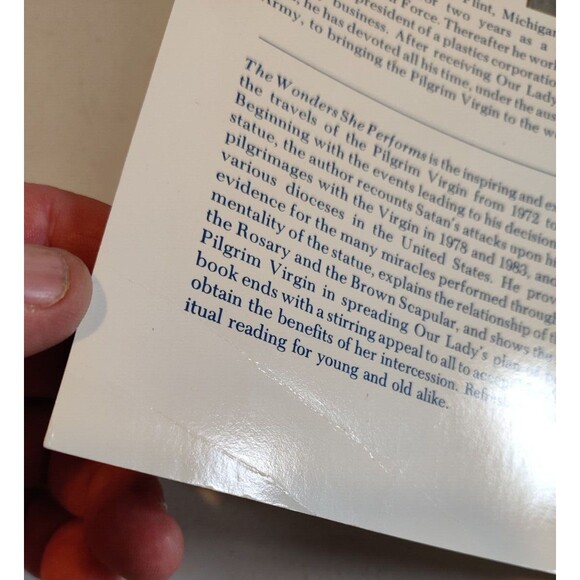 Flint, Michigan
of two years as a
Force. Thereafter he work
president of a plastics corporation
business. After receiving Our Lady
Army, he has devoted all his time, under the aus
to bringing the Pilgrim Virgin to the wo
The Wonders She Performs is the inspiring and ex
the travels of the Pilgrim Virgin from 1972 to
Beginning with the events leading to his decision
statue, the author recounts Satan's attacks upon hi
pilgrimages with the Virgin in 1978 and 1983, and
various dioceses in the United States. He prov
evidence for the many miracles performed through
mentality of the statue, explains the relationship of th
the Rosary and the Brown Scapular, and shows the
Pilgrim Virgin in spreading Our Lady's plan
book ends with a stirring appeal to all to acc
obtain the benefits of her intercession. Refres
itual reading for young and old alike.